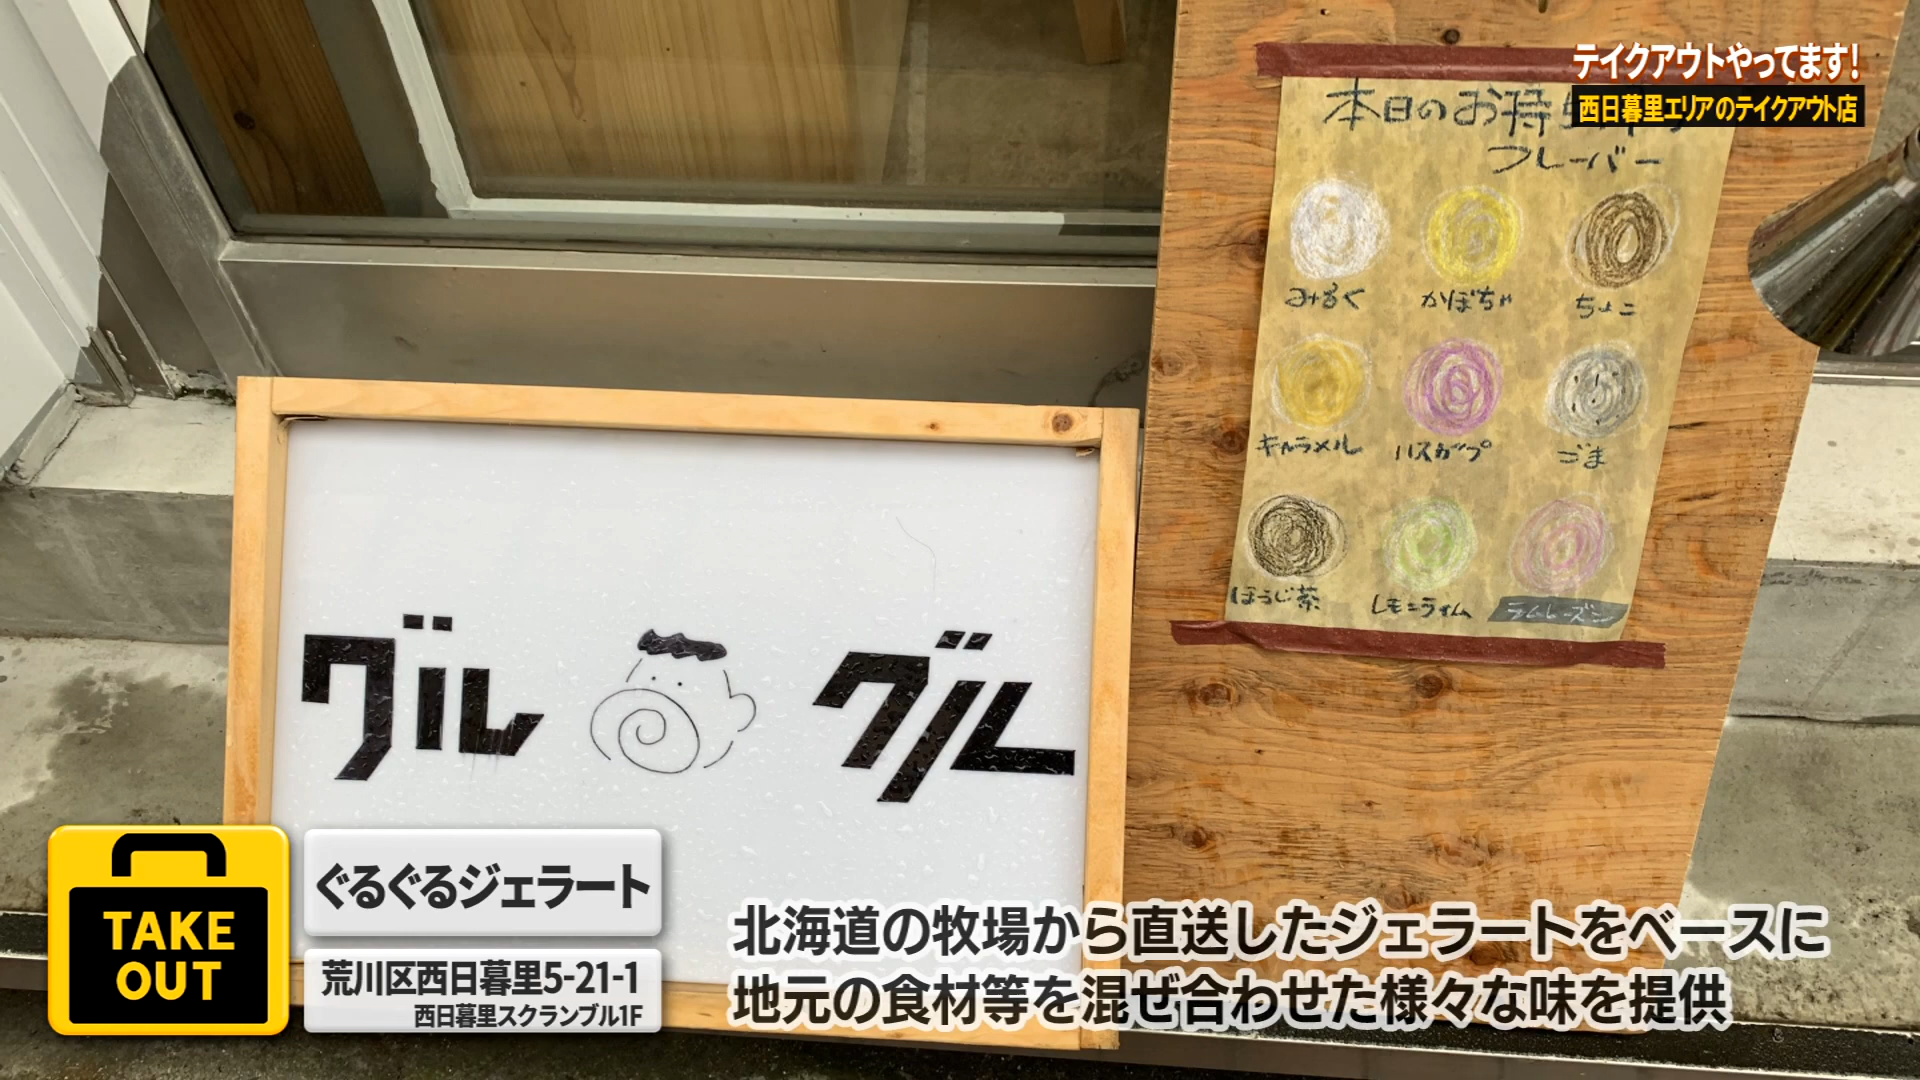 テイクアウトやってます!
西日暮里エリアのテイクアウト店
本日のお持ち
フレーバー
みるく かぼちゃ ちょこ
キャラメル ハスカップ ごま
ほうじ茶 レモンライム ラムレーズン
グル グル
TAKE
OUT
ぐるぐるジェラート
荒川区西日暮里5-21-1
西日暮里スクランブル1F
北海道の牧場から直送したジェラートをベースに
地元の食材等を混ぜ合わせた様々な味を提供